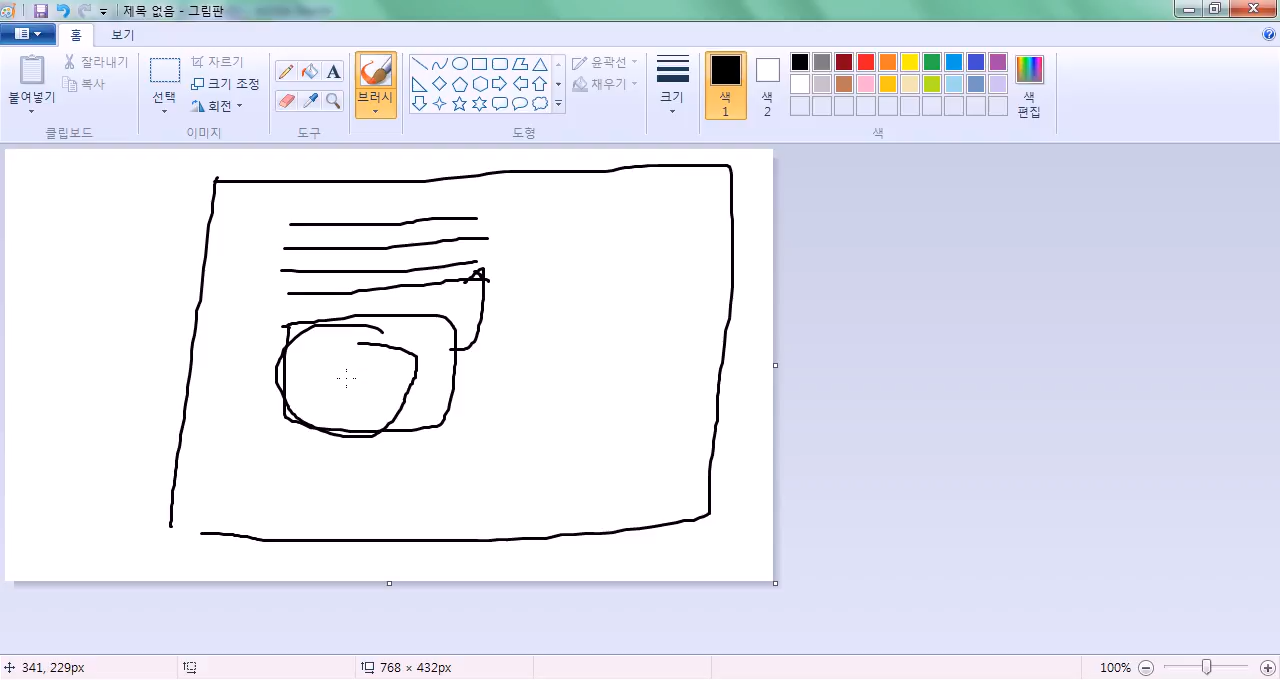 제목 없음 - 그림판
홈
보기
붙여넣기
잘라내기
복사
클립보드
선택
자르기
크기 조정
회전
이미지
A
도구
브러시
윤곽선
채우기
도형
크기
색
1
색
2
색
편집
색
341, 229px
768 × 432px
100%